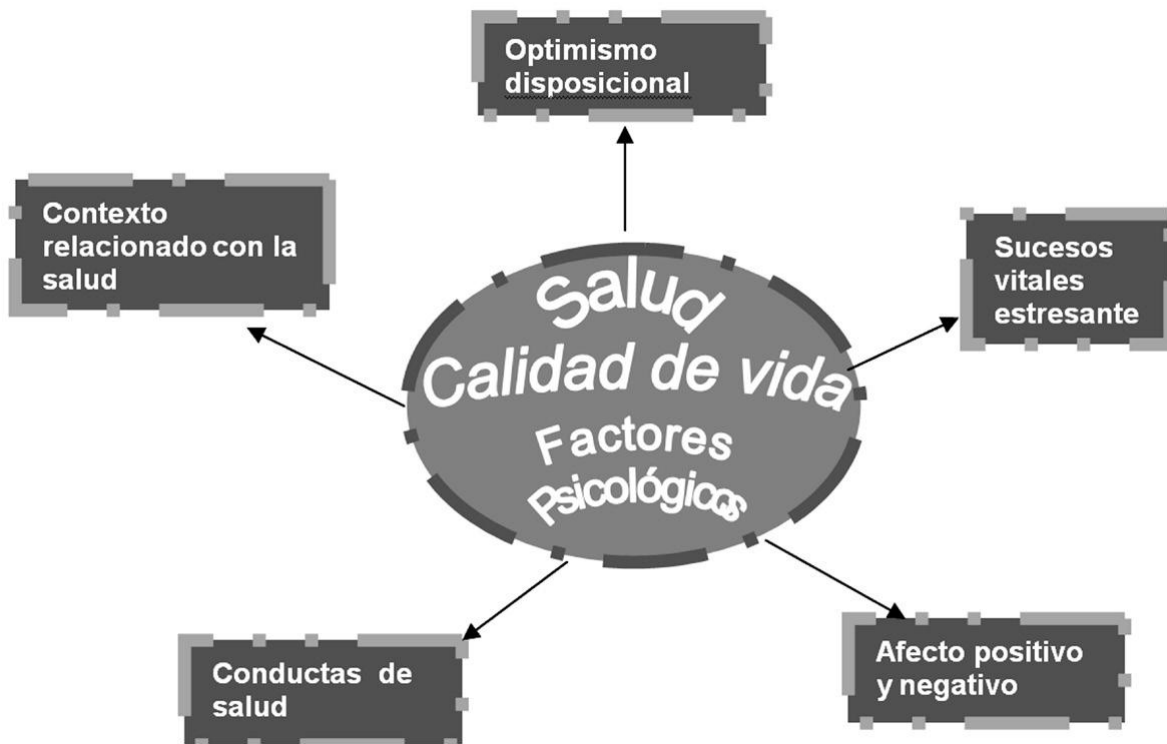 Optimismo
disposicional
Contexto
relacionado con la
salud
Sucesos
vitales
estresante
Salud
Calidad de vida
Factores
Psicológicos
Conductas de
salud
Afecto positivo
y negativo